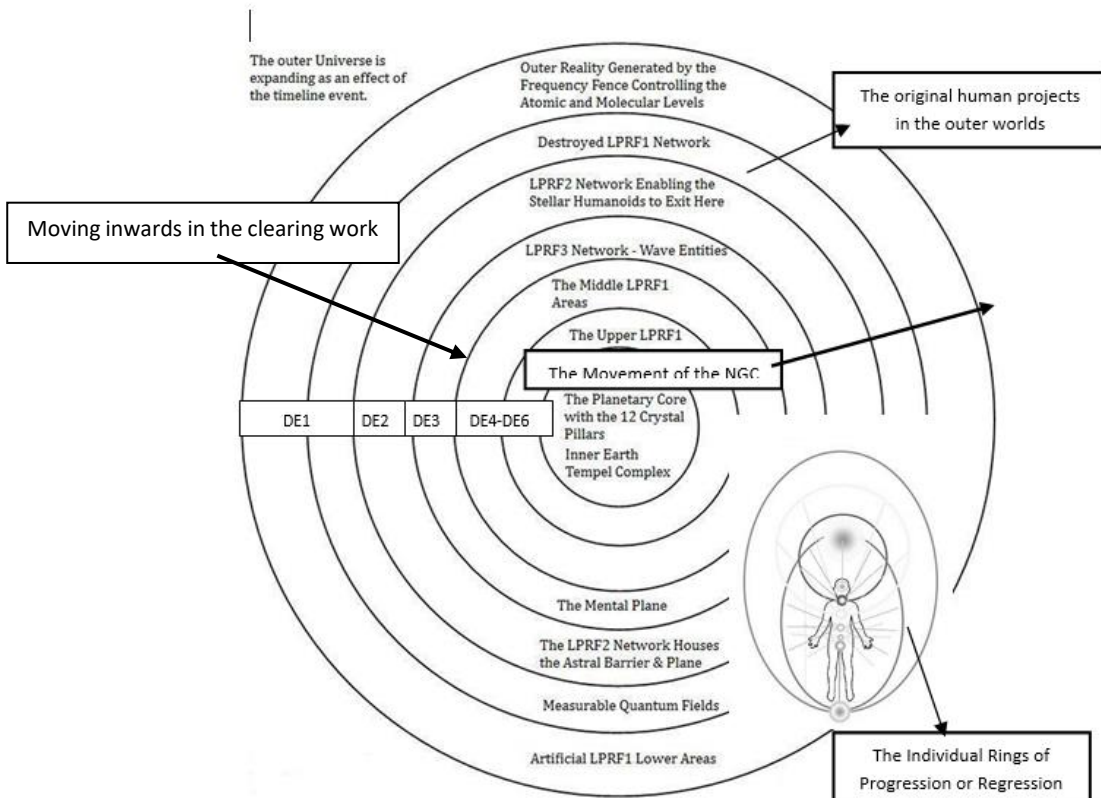 The outer Universe is
expanding as an effect of
the timeline event.
Outer Reality Generated by the
Frequency Fence Controlling the
Atomic and Molecular Levels
The original human projects
in the outer worlds
Destroyed LPRF1 Network
LPRF2 Network Enabling the
Stellar Humanoids to Exit Here
Moving inwards in the clearing work
LPRF3 Network - Wave Entities
The Middle LPRF1
Areas
The Upper LPRF1
The Movement of the NGC
The Planetary Core
with the 12 Crystal
Pillars
Inner Earth
Tempel Complex
DE1
DE2
DE3
DE4-DE6
The Mental Plane
The LPRF2 Network Houses
the Astral Barrier & Plane
Measurable Quantum Fields
Artificial LPRF1 Lower Areas
The Individual Rings of
Progression or Regression